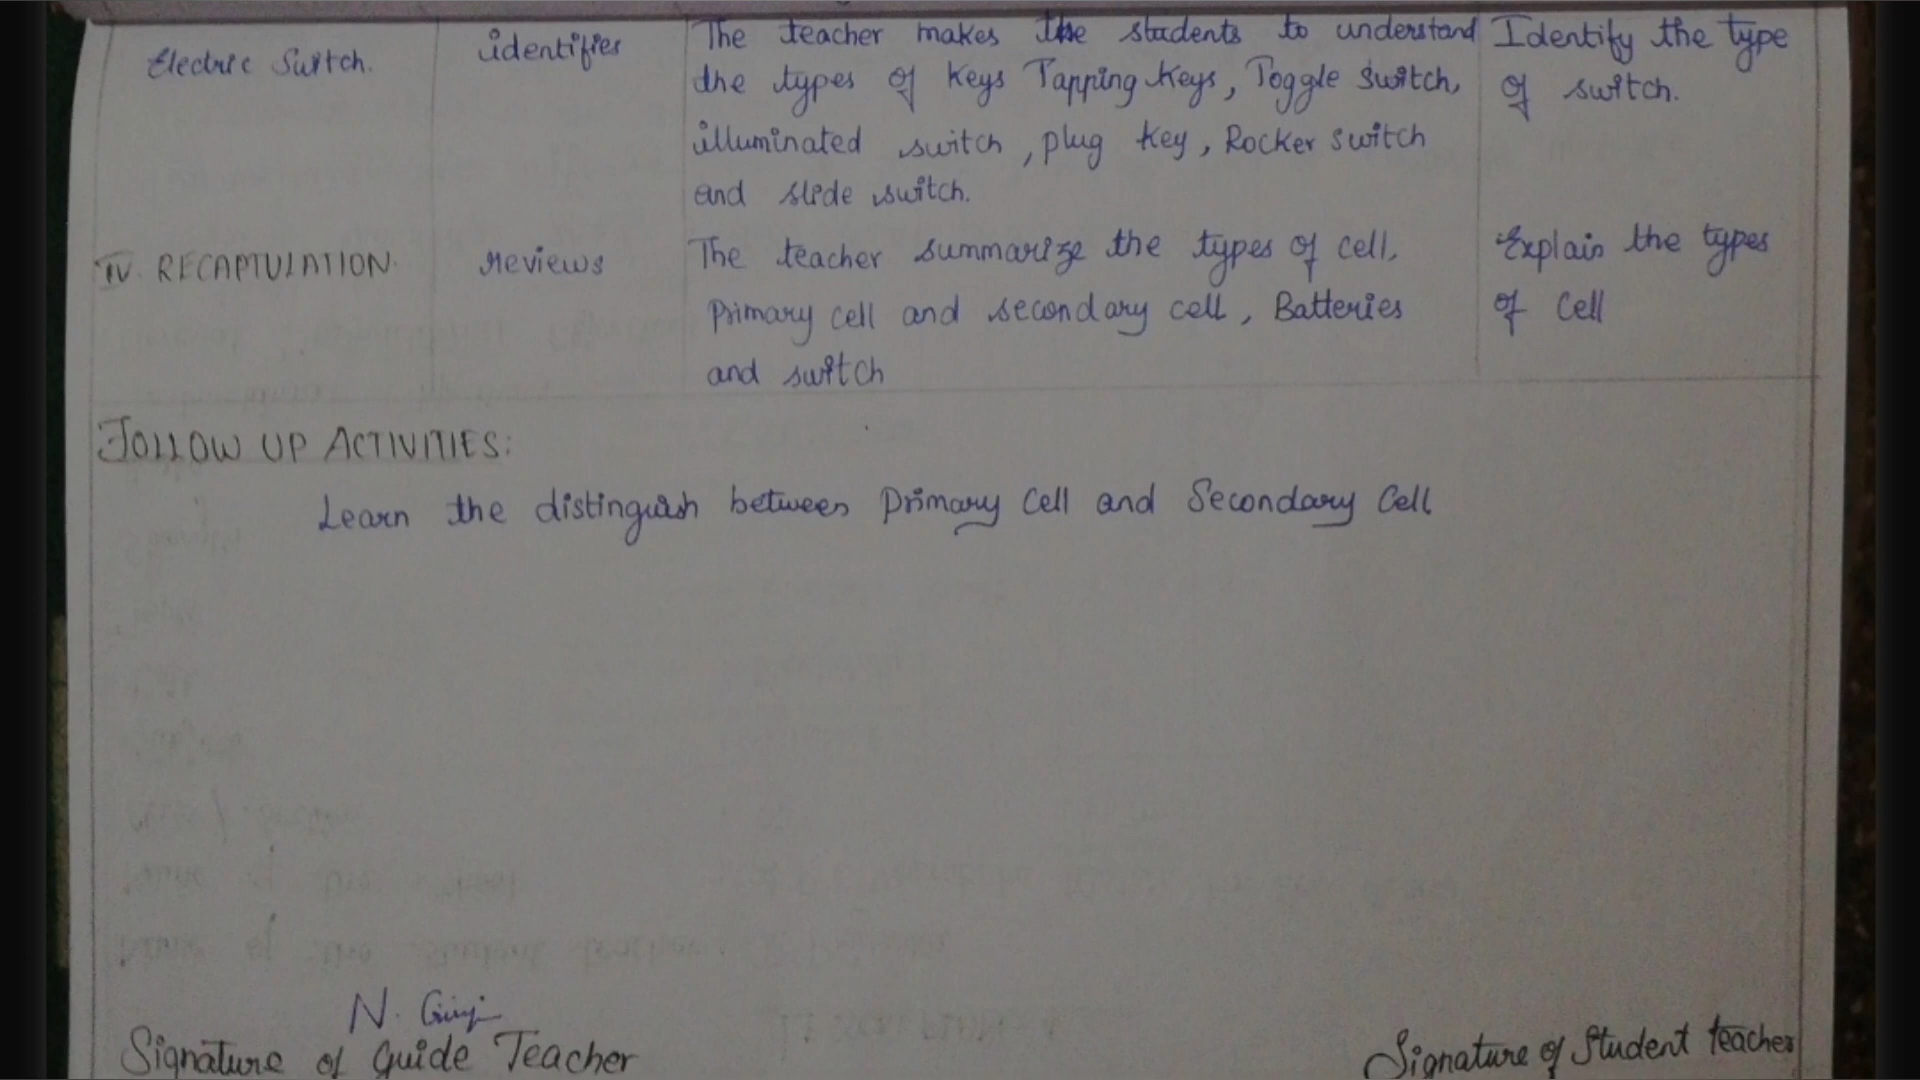 Electric Switch.
identifies
The teacher makes the students to understand
the types of keys Tapping keys, Toggle switch,
illuminated switch, plug key, Rocker switch
and slide switch.
Identify the type
of switch.
IV. RECAPTULATION.
reviews
The teacher summarize the types of cell,
primary cell and secondary cell, Batteries
and switch
Explain the types
of cell
FOLLOW UP ACTIVITIES:
Learn the distinguish between Primary Cell and Secondary Cell
N.
Signature of Guide Teacher
Signature of Student teacher